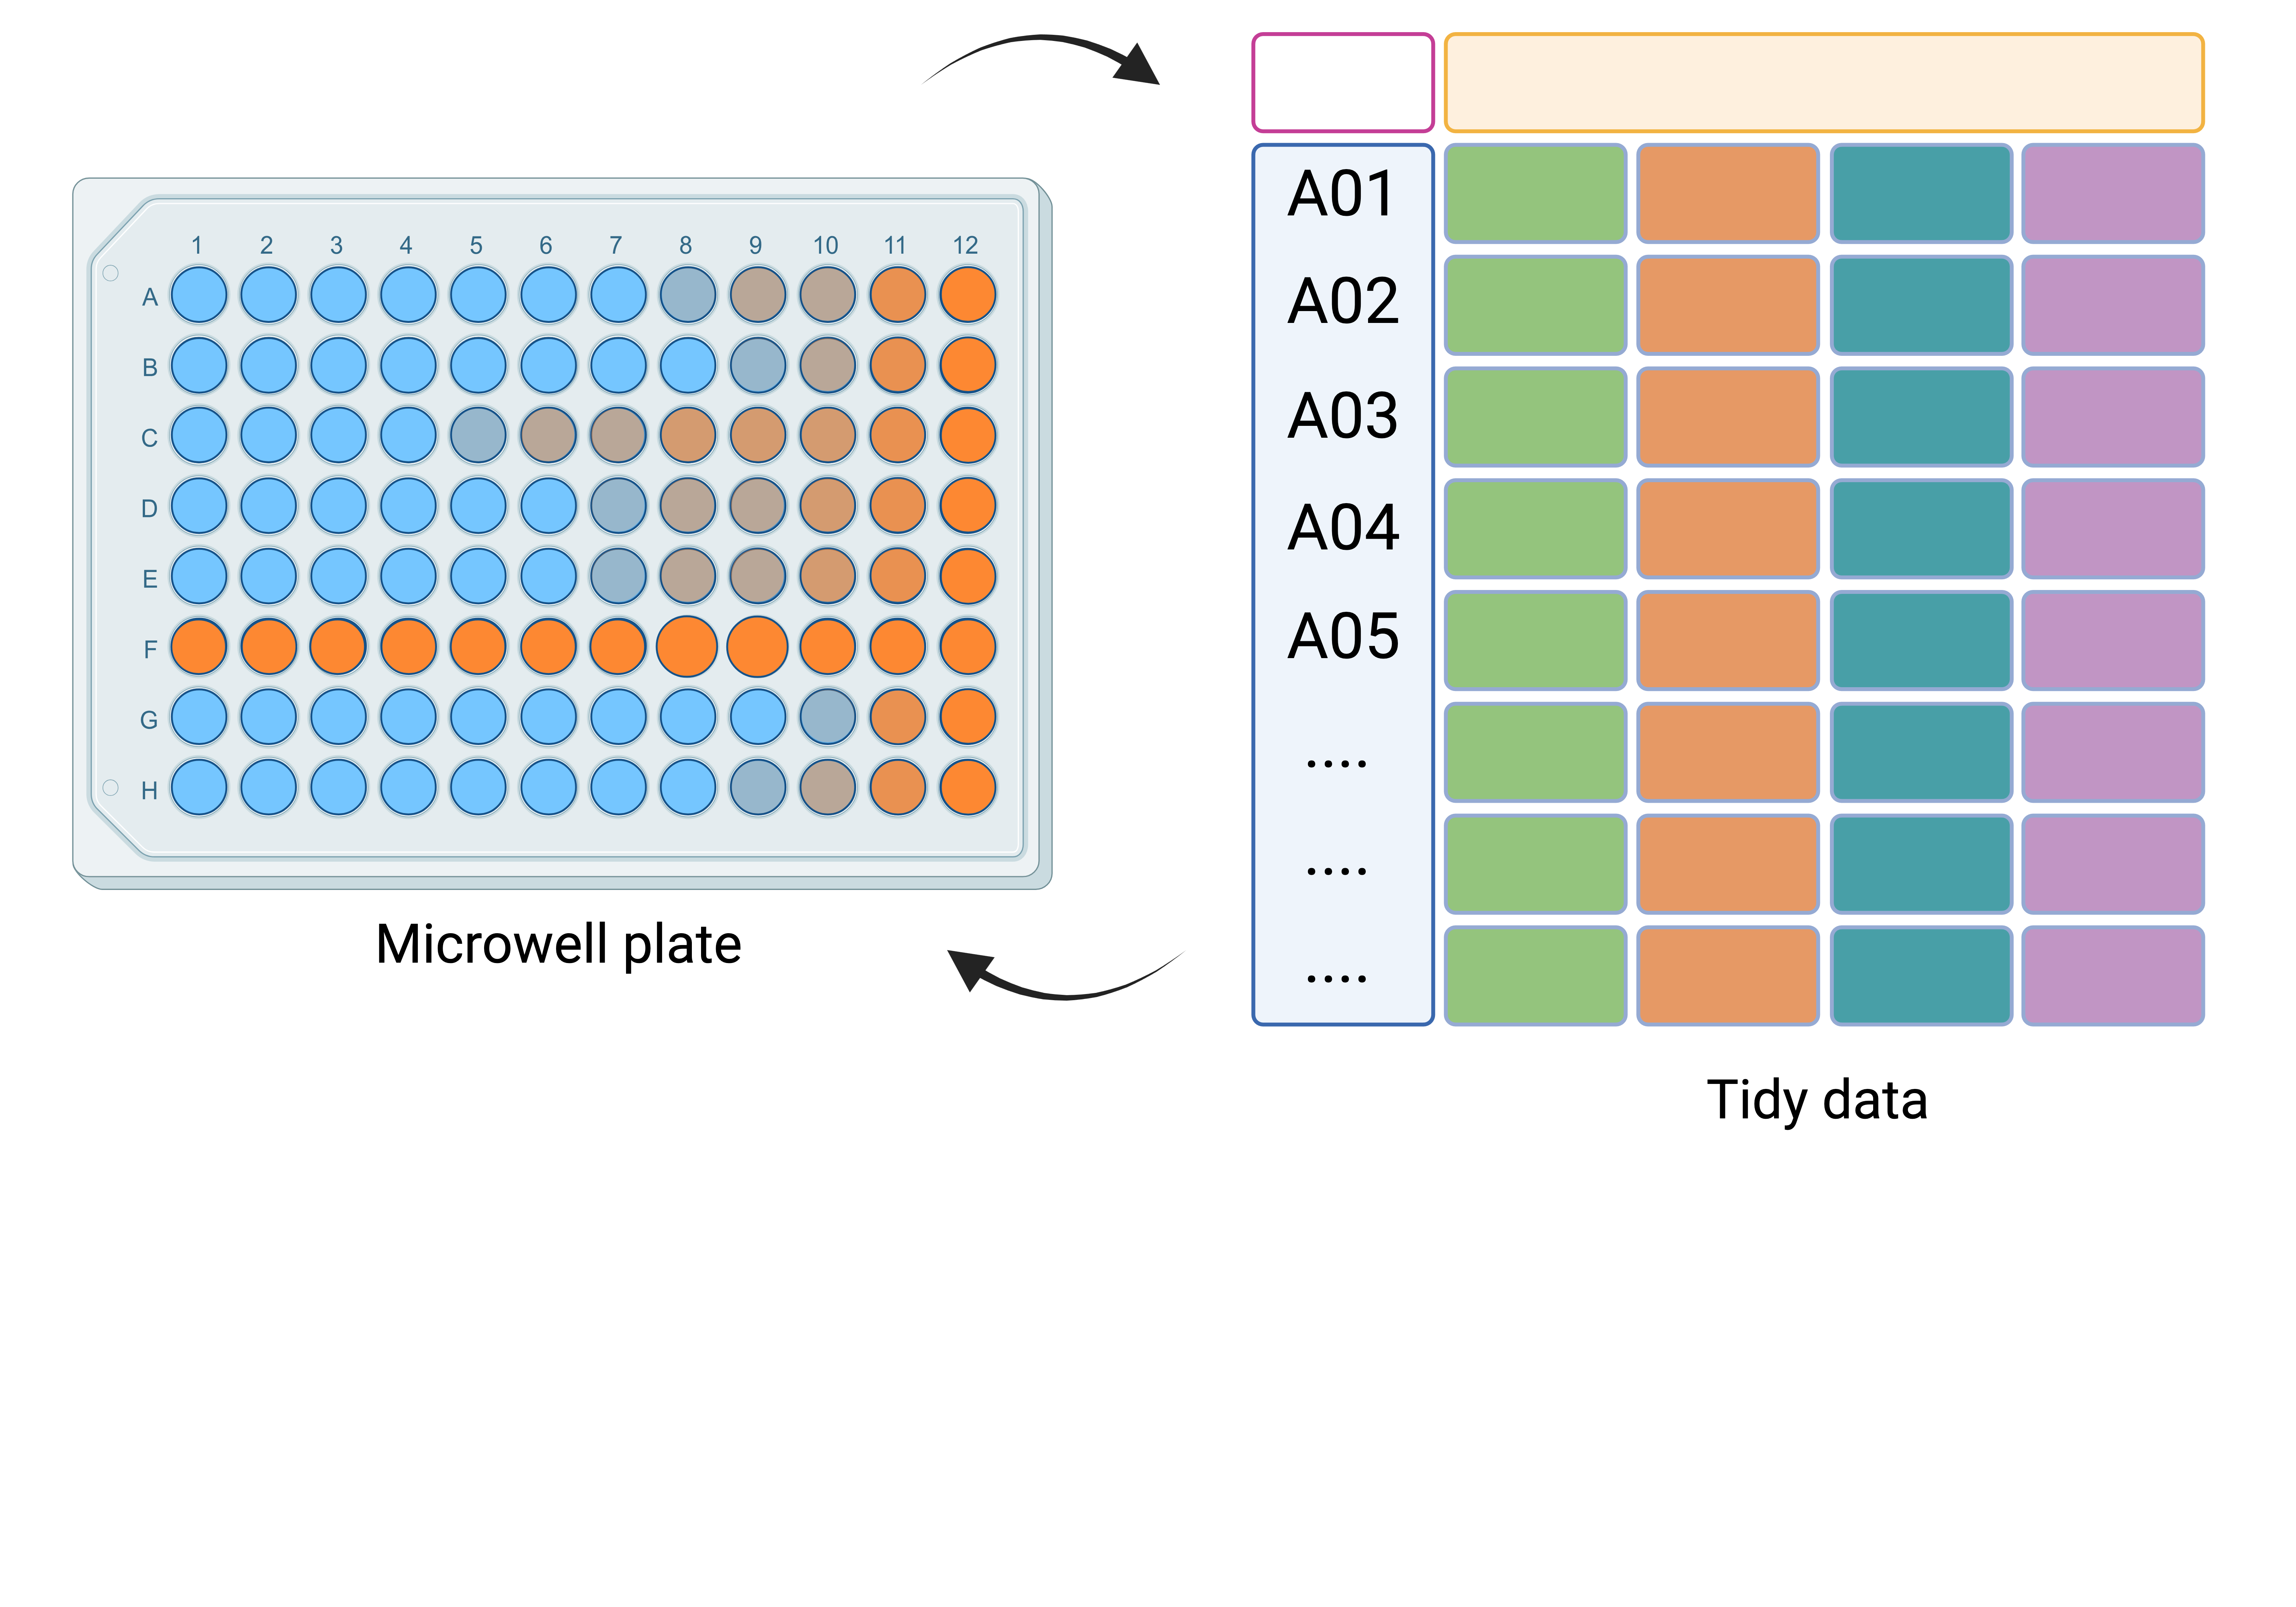 1 2 3 4 5 6 7 8 9 10 11 12
A
B
C
D
E
F
G
H
Microwell plate
A01
A02
A03
A04
A05
....
....
....
Tidy data